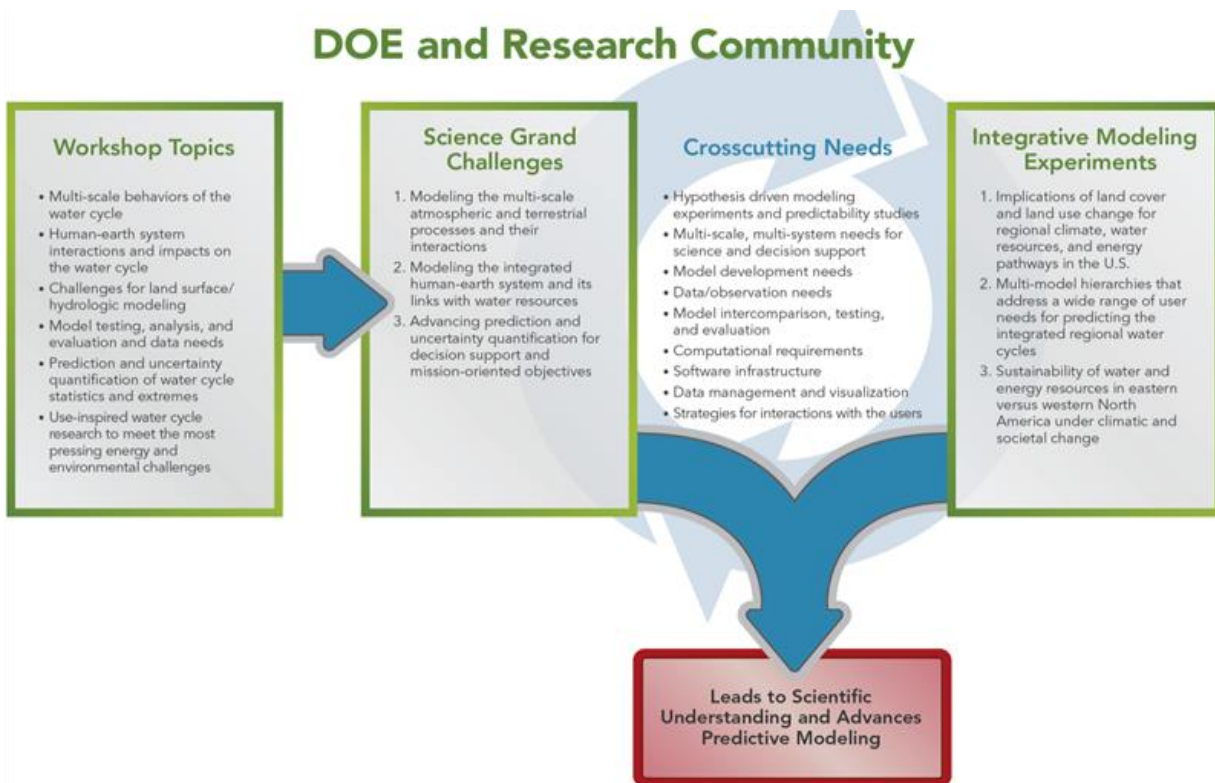 DOE and Research Community
Workshop Topics
• Multi-scale behaviors of the
water cycle
• Human-earth system
interactions and impacts on
the water cycle
• Challenges for land surface/
hydrologic modeling
• Model testing, analysis, and
evaluation and data needs
• Prediction and uncertainty
quantification of water cycle
statistics and extremes
• Use-inspired water cycle
research to meet the most
pressing energy and
environmental challenges
Science Grand
Challenges
1. Modeling the multi-scale
atmospheric and terrestrial
processes and their
interactions
2. Modeling the integrated
human-earth system and its
links with water resources
3. Advancing prediction and
uncertainty quantification for
decision support and
mission-oriented objectives
Crosscutting Needs
• Hypothesis driven modeling
experiments and predictability studies
• Multi-scale, multi-system needs for
science and decision support
• Model development needs
• Data/observation needs
• Model intercomparison, testing,
and evaluation
• Computational requirements
• Software infrastructure
• Data management and visualization
• Strategies for interactions with the users
Integrative Modeling
Experiments
1. Implications of land cover
and land use change for
regional climate, water
resources, and energy
pathways in the U.S.
2. Multi-model hierarchies that
address a wide range of user
needs for predicting the
integrated regional water
cycles
3. Sustainability of water and
energy resources in eastern
versus western North
America under climatic and
societal change
Leads to Scientific
Understanding and Advances
Predictive Modeling